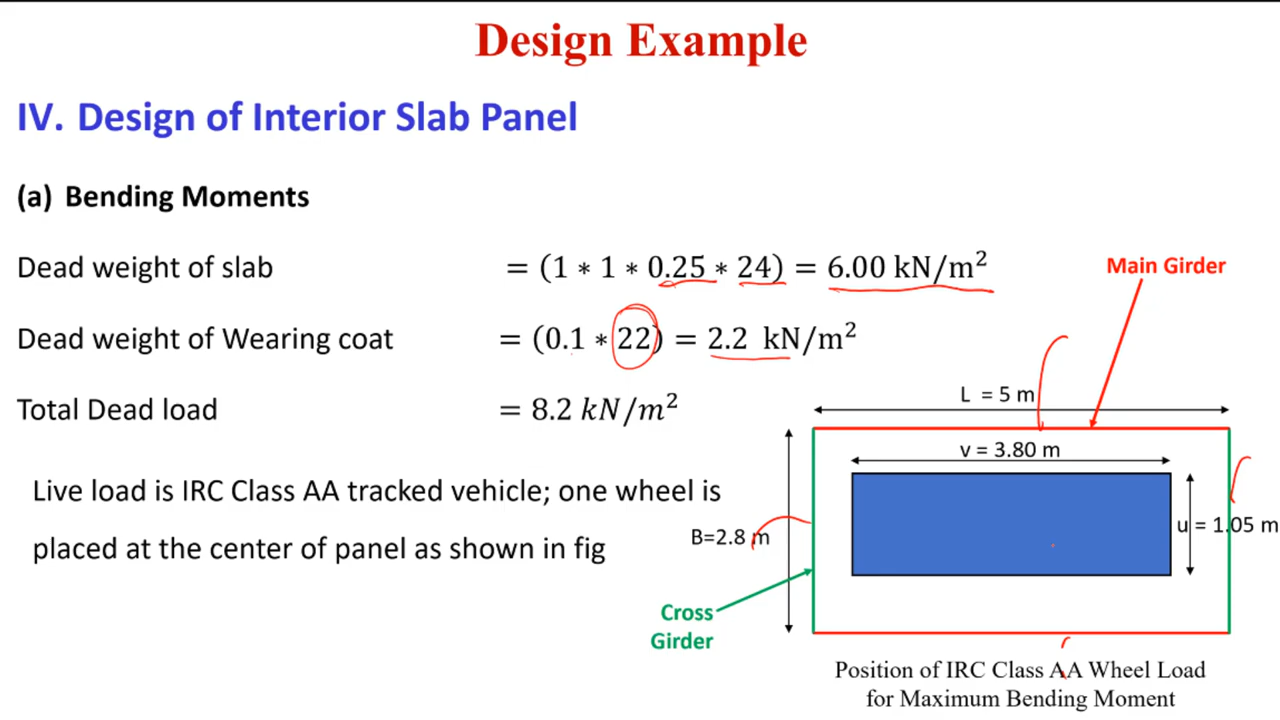 Design Example
IV. Design of Interior Slab Panel
(a) Bending Moments
Dead weight of slab = (1 ∗ 1 ∗ 0.25 ∗ 24) = 6.00 kN/m²
Dead weight of Wearing coat = (0.1 ∗ 22) = 2.2 kN/m²
Total Dead load = 8.2 kN/m²
Live load is IRC Class AA tracked vehicle; one wheel is
placed at the center of panel as shown in fig
Main Girder
L = 5 m
v = 3.80 m
u = 1.05 m
B=2.8 m
Cross
Girder
Position of IRC Class AA Wheel Load
for Maximum Bending Moment